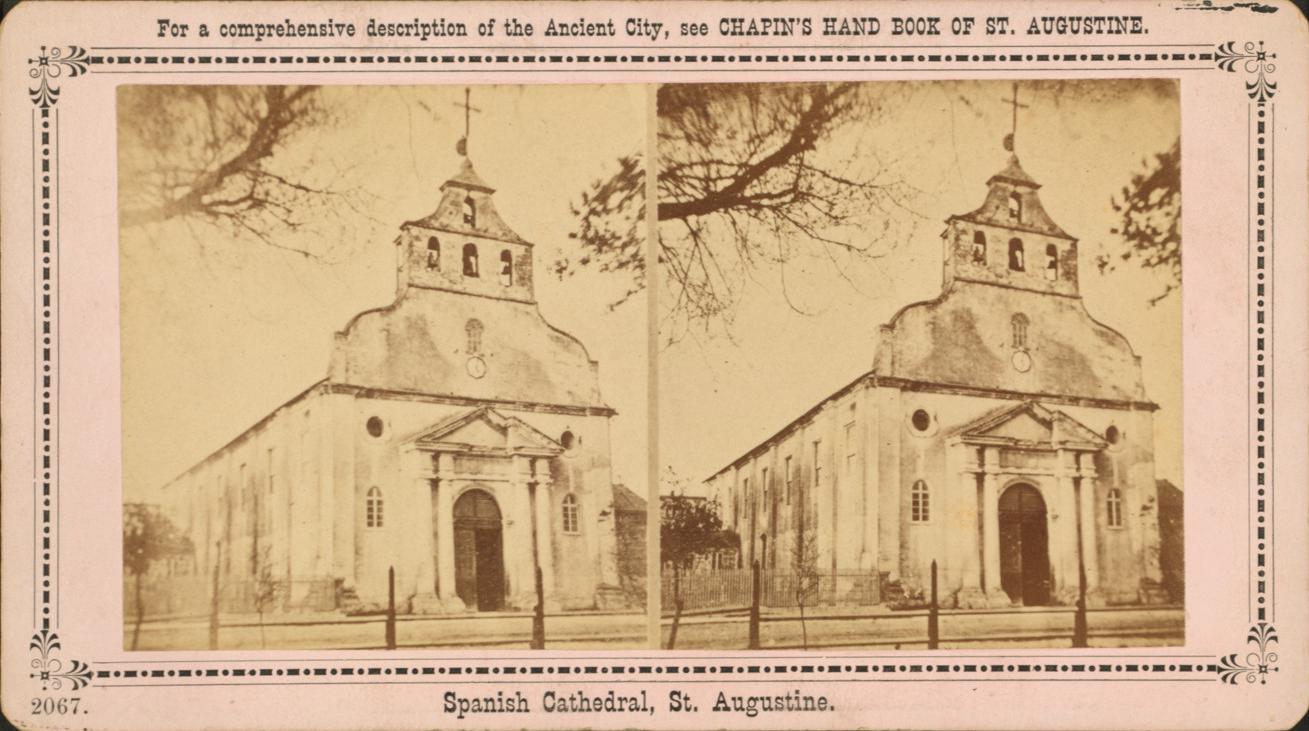 For a comprehensive description of the Ancient City, see CHAPIN'S HAND BOOK OF ST. AUGUSTINE.
2067.
Spanish Cathedral, St. Augustine.